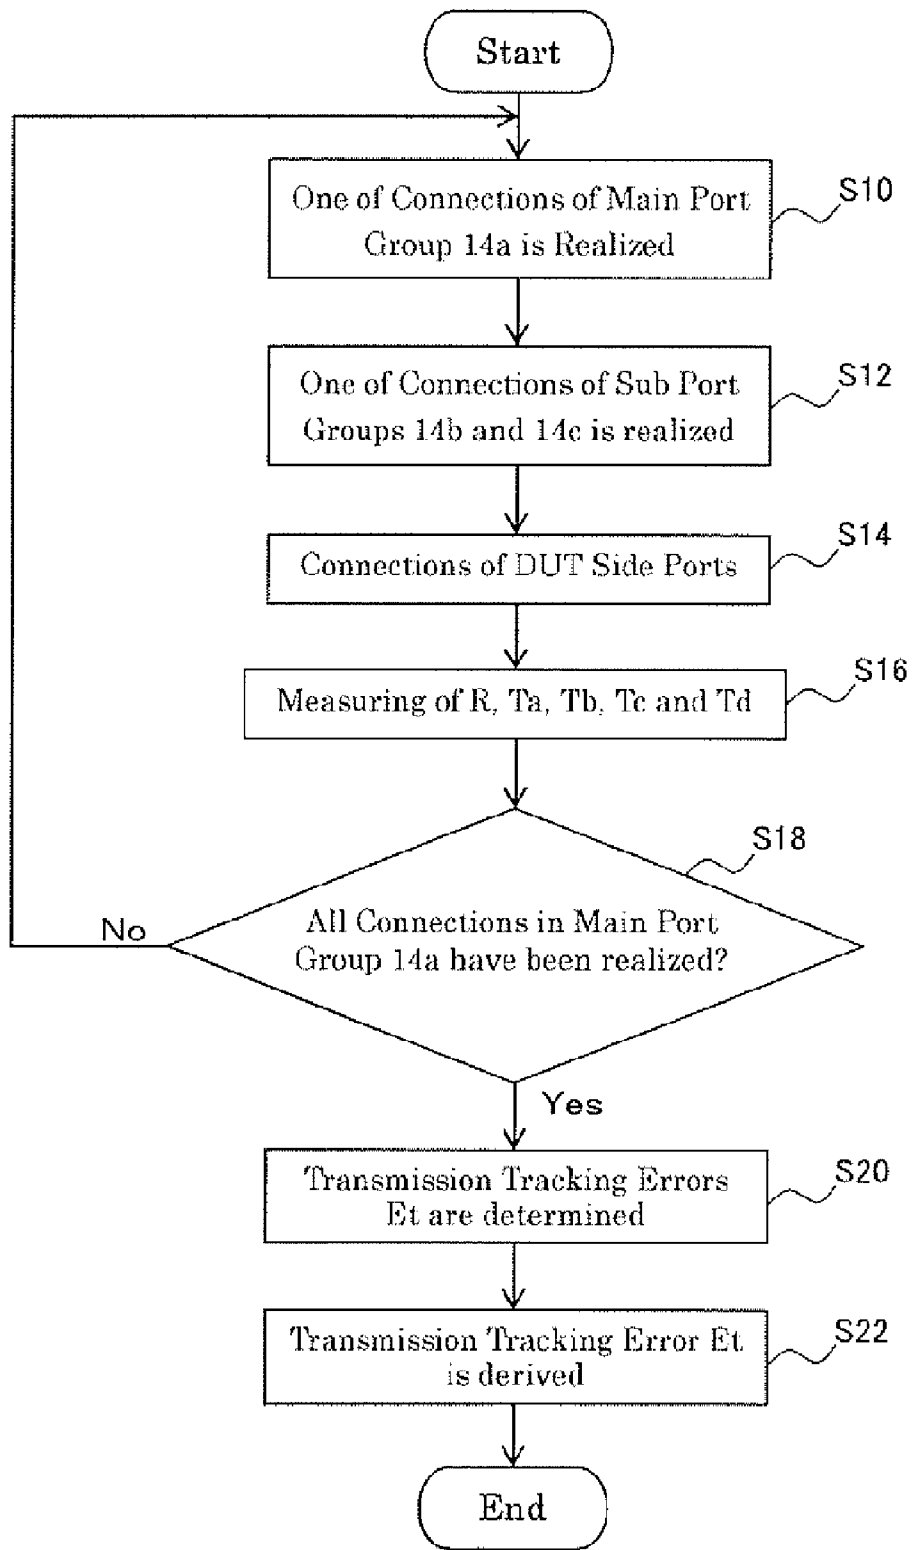 Start
One of Connections of Main Port
Group 14a is Realized
S10
One of Connections of Sub Port
Groups 14b and 14c is realized
S12
Connections of DUT Side Ports
S14
Measuring of R, Ta, Tb, Tc and Td
S16
All Connections in Main Port
Group 14a have been realized?
S18
No
Yes
Transmission Tracking Errors
Et are determined
S20
Transmission Tracking Error Et
is derived
S22
End